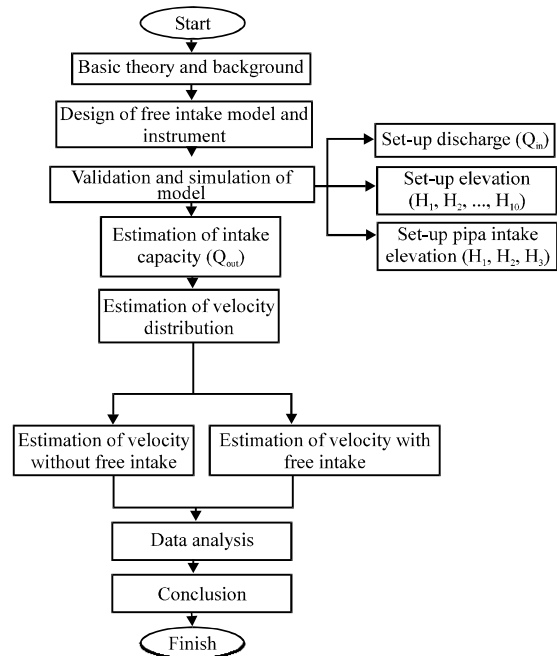 Start
Basic theory and background
Design of free intake model and
instrument
Validation and simulation of
model
Set-up discharge (Qᵢₙ)
Set-up elevation
(H₁, H₂, ..., H₁₀)
Set-up pipa intake
elevation (H₁, H₂, H₃)
Estimation of intake
capacity (Qₒᵤₜ)
Estimation of velocity
distribution
Estimation of velocity
without free intake
Estimation of velocity with
free intake
Data analysis
Conclusion
Finish